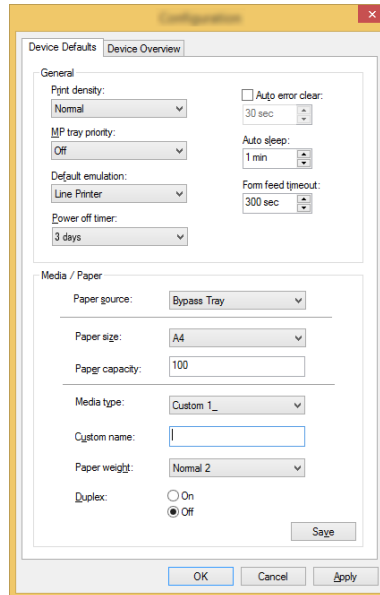 Configuration
Device Defaults Device Overview
General
Print density:
Normal
MP tray priority:
Off
Default emulation:
Line Printer
Power off timer:
3 days
Auto error clear:
30 sec
Auto sleep:
1 min
Form feed timeout:
300 sec
Media / Paper
Paper source: Bypass Tray
Paper size: A4
Paper capacity: 100
Media type: Custom 1_
Custom name:
Paper weight: Normal 2
Duplex: On
Off
Save
OK Cancel Apply